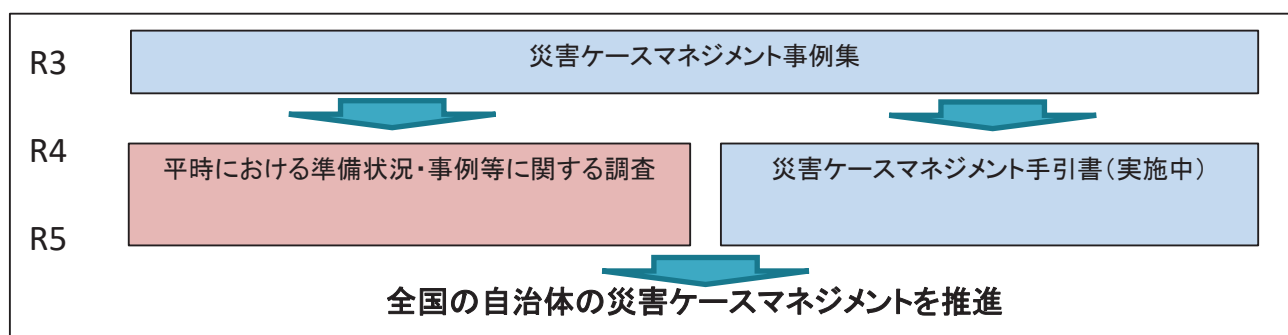 R3
災害ケースマネジメント事例集
R4
平時における準備状況・事例等に関する調査
災害ケースマネジメント手引書(実施中)
R5
全国の自治体の災害ケースマネジメントを推進